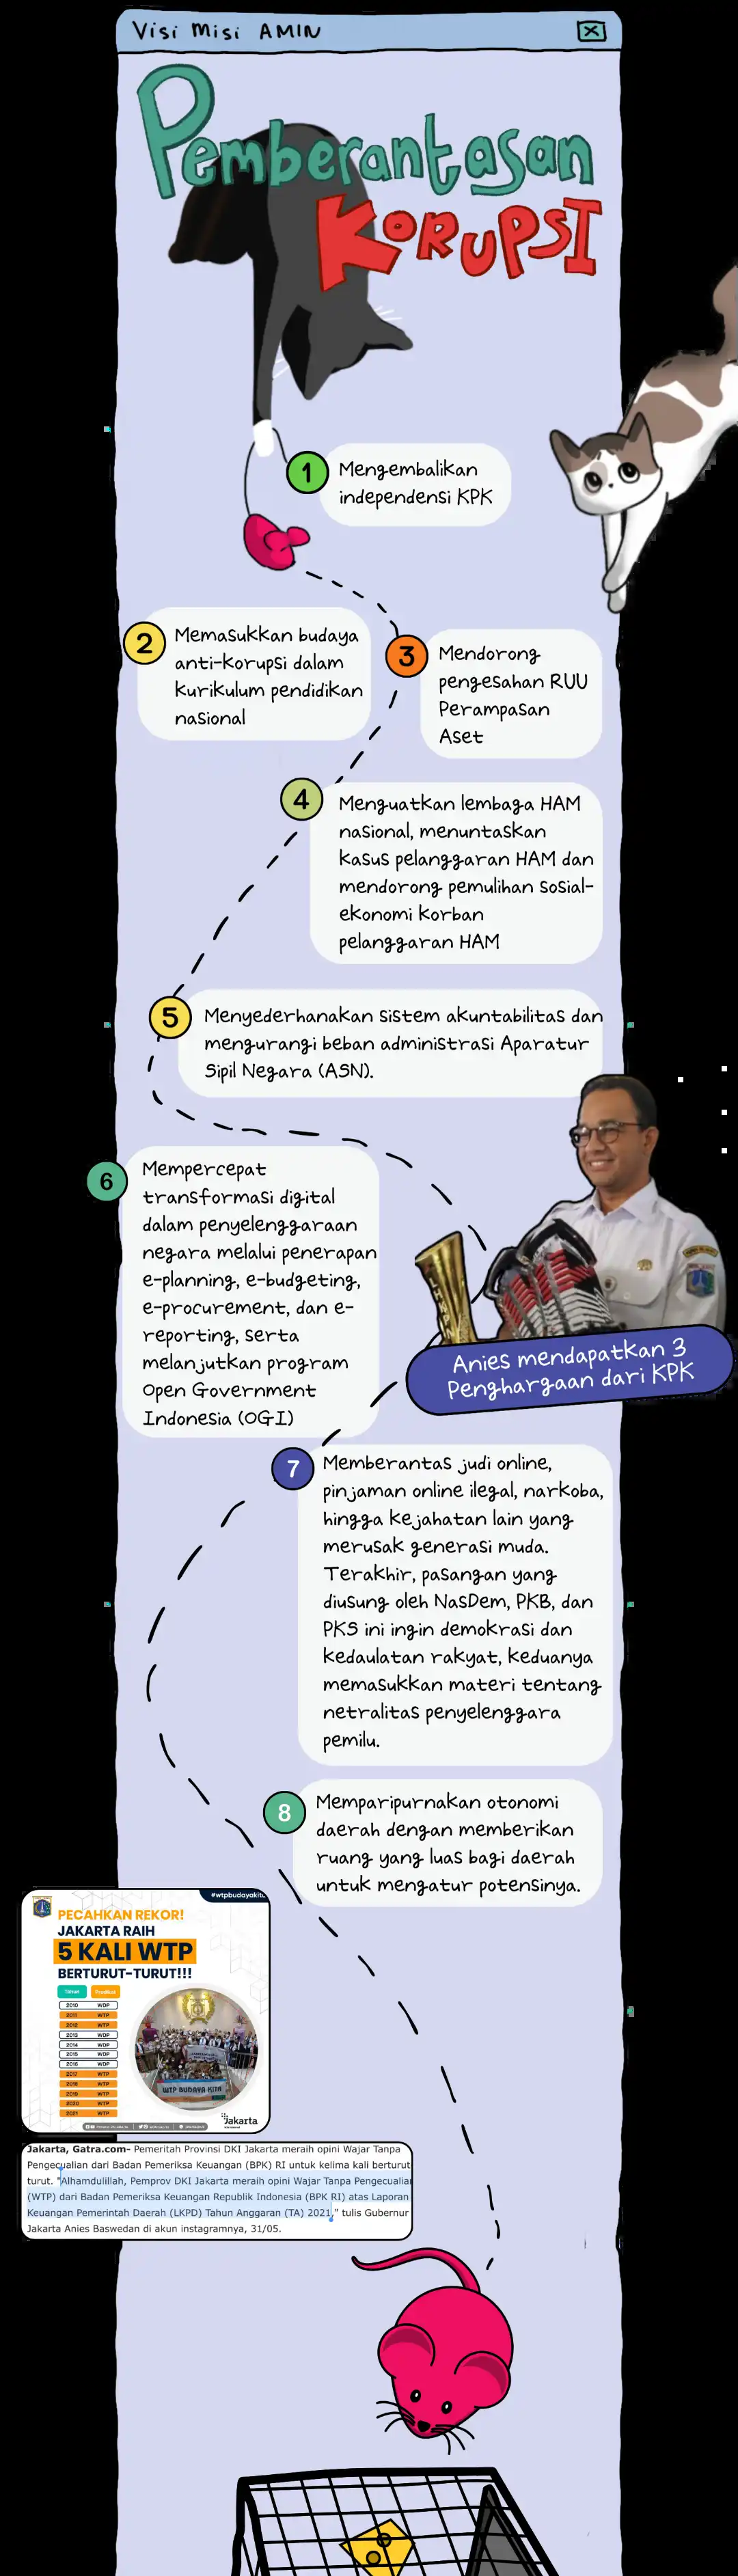 Visi Misi AMIN
Pemberantasan
KORUPSI
1
Mengembalikan
independensi KPK
2
Memasukkan budaya
anti-korupsi dalam
kurikulum pendidikan
nasional
3
Mendorong
pengesahan RUU
Perampasan
Aset
4
Menguatkan lembaga HAM
nasional, menuntaskan
kasus pelanggaran HAM dan
mendorong pemulihan sosial-
ekonomi korban
pelanggaran HAM
5
Menyederhanakan sistem akuntabilitas dan
mengurangi beban administrasi Aparatur
Sipil Negara (ASN).
6
Mempercepat
transformasi digital
dalam penyelenggaraan
negara melalui penerapan
e-planning, e-budgeting,
e-procurement, dan e-
reporting, serta
melanjutkan program
Open Government
Indonesia (OGI)
Anies mendapatkan 3
Penghargaan dari KPK
7
Memberantas judi online,
pinjaman online ilegal, narkoba,
hingga kejahatan lain yang
merusak generasi muda.
Terakhir, pasangan yang
diusung oleh NasDem, PKB, dan
PKS ini ingin demokrasi dan
kedaulatan rakyat, keduanya
memasukkan materi tentang
netralitas penyelenggara
pemilu.
8
Memparipurnakan otonomi
daerah dengan memberikan
ruang yang luas bagi daerah
untuk mengatur potensinya.
#wtpbudayakita
PECAHKAN REKOR!
JAKARTA RAIH
5 KALI WTP
BERTURUT-TURUT!!!
Tahun Predikat
2010 WDP
2011 WTP
2012 WTP
2013 WDP
2014 WDP
2015 WDP
2016 WDP
2017 WTP
2018 WTP
2019 WTP
2020 WTP
2021 WTP
WTP BUDAYA KITA
Jakarta
Jakarta, Gatra.com- Pemeritah Provinsi DKI Jakarta meraih opini Wajar Tanpa
Pengecualian dari Badan Pemeriksa Keuangan (BPK) RI untuk kelima kali berturut
turut. "Alhamdulillah, Pemprov DKI Jakarta meraih opini Wajar Tanpa Pengecualian
(WTP) dari Badan Pemeriksa Keuangan Republik Indonesia (BPK RI) atas Laporan
Keuangan Pemerintah Daerah (LKPD) Tahun Anggaran (TA) 2021," tulis Gubernur
Jakarta Anies Baswedan di akun instagramnya, 31/05.